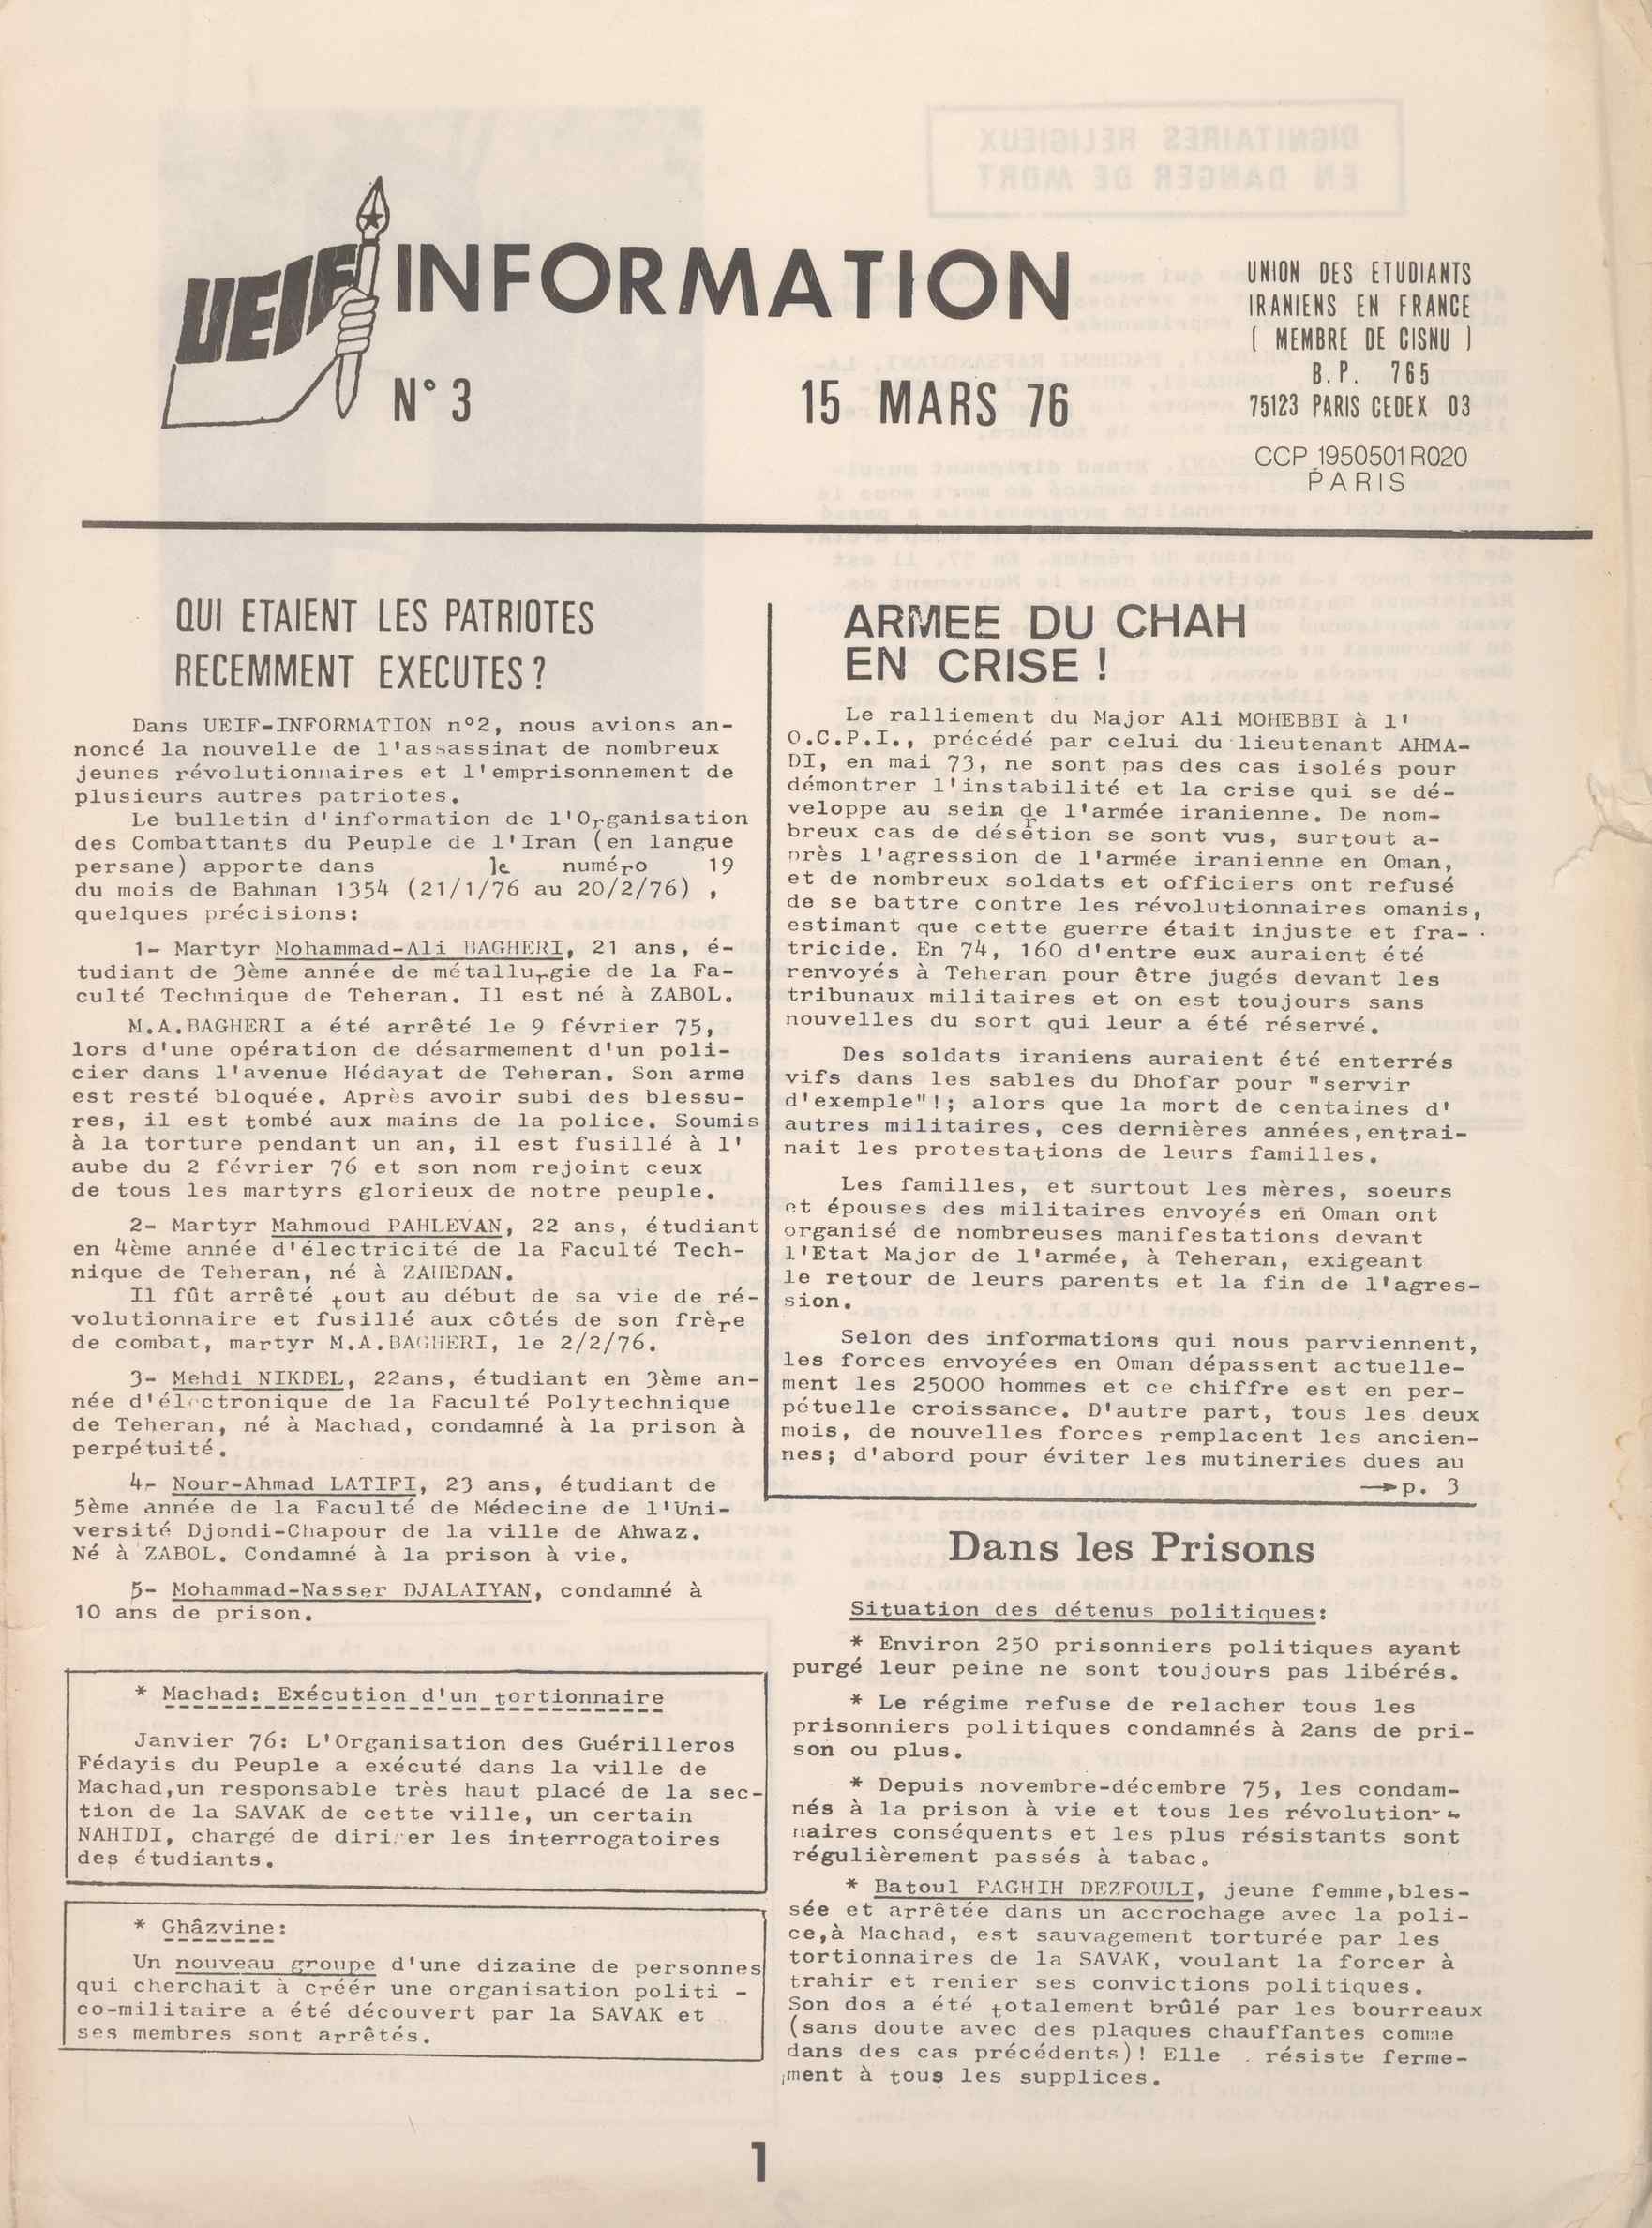 UEIF INFORMATION
N° 3 15 MARS 76
UNION DES ETUDIANTS
IRANIENS EN FRANCE
( MEMBRE DE CISNU )
B.P. 765
75123 PARIS CEDEX 03
CCP 1950501R020
PARIS
QUI ETAIENT LES PATRIOTES
RECEMMENT EXECUTES ?
Dans UEIF-INFORMATION n°2, nous avions an-
noncé la nouvelle de l'assassinat de nombreux
jeunes révolutionnaires et l'emprisonnement de
plusieurs autres patriotes.
Le bulletin d'information de l'Organisation
des Combattants du Peuple de l'Iran (en langue
persane) apporte dans le numéro 19
du mois de Bahman 1354 (21/1/76 au 20/2/76) ,
quelques précisions:
1- Martyr Mohammad-Ali BAGHERI, 21 ans, é-
tudiant de 3ème année de métallurgie de la Fa-
culté Technique de Teheran. Il est né à ZABOL.
M.A.BAGHERI a été arrêté le 9 février 75,
lors d'une opération de désarmement d'un poli-
cier dans l'avenue Hédayat de Teheran. Son arme
est resté bloquée. Après avoir subi des blessu-
res, il est tombé aux mains de la police. Soumis
à la torture pendant un an, il est fusillé à l'
aube du 2 février 76 et son nom rejoint ceux
de tous les martyrs glorieux de notre peuple.
2- Martyr Mahmoud PAHLEVAN, 22 ans, étudiant
en 4ème année d'électricité de la Faculté Tech-
nique de Teheran, né à ZAHEDAN.
Il fût arrêté tout au début de sa vie de ré-
volutionnaire et fusillé aux côtés de son frère
de combat, martyr M.A.BAGHERI, le 2/2/76.
3- Mehdi NIKDEL, 22ans, étudiant en 3ème an-
née d'électronique de la Faculté Polytechnique
de Teheran, né à Machad, condamné à la prison à
perpétuité.
4- Nour-Ahmad LATIFI, 23 ans, étudiant de
5ème année de la Faculté de Médecine de l'Uni-
versité Djondi-Chapour de la ville de Ahwaz.
Né à ZABOL. Condamné à la prison à vie.
5- Mohammad-Nasser DJALAIYAN, condamné à
10 ans de prison.
* Machad: Exécution d'un tortionnaire
Janvier 76: L'Organisation des Guérilleros
Fédayis du Peuple a exécuté dans la ville de
Machad,un responsable très haut placé de la sec-
tion de la SAVAK de cette ville, un certain
NAHIDI, chargé de diriger les interrogatoires
des étudiants.
* Ghâzvine:
Un nouveau groupe d'une dizaine de personnes
qui cherchait à créér une organisation politi -
co-militaire a été découvert par la SAVAK et
ses membres sont arrêtés.
ARMEE DU CHAH
EN CRISE !
Le ralliement du Major Ali MOHEBBI à l'
O.C.P.I., précédé par celui du lieutenant AHMA-
DI, en mai 73, ne sont pas des cas isolés pour
démontrer l'instabilité et la crise qui se dé-
veloppe au sein de l'armée iranienne. De nom-
breux cas de désertion se sont vus, surtout a-
près l'agression de l'armée iranienne en Oman,
et de nombreux soldats et officiers ont refusé
de se battre contre les révolutionnaires omanis,
estimant que cette guerre était injuste et fra-
tricide. En 74, 160 d'entre eux auraient été
renvoyés à Teheran pour être jugés devant les
tribunaux militaires et on est toujours sans
nouvelles du sort qui leur a été réservé.
Des soldats iraniens auraient été enterrés
vifs dans les sables du Dhofar pour "servir
d'exemple"!; alors que la mort de centaines d'
autres militaires, ces dernières années,entrai-
nait les protestations de leurs familles.
Les familles, et surtout les mères, soeurs
et épouses des militaires envoyés en Oman ont
organisé de nombreuses manifestations devant
l'Etat Major de l'armée, à Teheran, exigeant
le retour de leurs parents et la fin de l'agres-
sion.
Selon des informations qui nous parviennent,
les forces envoyées en Oman dépassent actuelle-
ment les 25000 hommes et ce chiffre est en per-
pétuelle croissance. D'autre part, tous les deux
mois, de nouvelles forces remplacent les ancien-
nes; d'abord pour éviter les mutineries dues au
→p. 3
Dans les Prisons
Situation des détenus politiques:
* Environ 250 prisonniers politiques ayant
purgé leur peine ne sont toujours pas libérés.
* Le régime refuse de relacher tous les
prisonniers politiques condamnés à 2ans de pri-
son ou plus.
* Depuis novembre-décembre 75, les condam-
nés à la prison à vie et tous les révolution-
naires conséquents et les plus résistants sont
régulièrement passés à tabac.
* Batoul FAGHIH DEZFOULI, jeune femme,bles-
sée et arrêtée dans un accrochage avec la poli-
ce,à Machad, est sauvagement torturée par les
tortionnaires de la SAVAK, voulant la forcer à
trahir et renier ses convictions politiques.
Son dos a été totalement brûlé par les bourreaux
(sans doute avec des plaques chauffantes comme
dans des cas précédents)! Elle résiste ferme-
ment à tous les supplices.
1